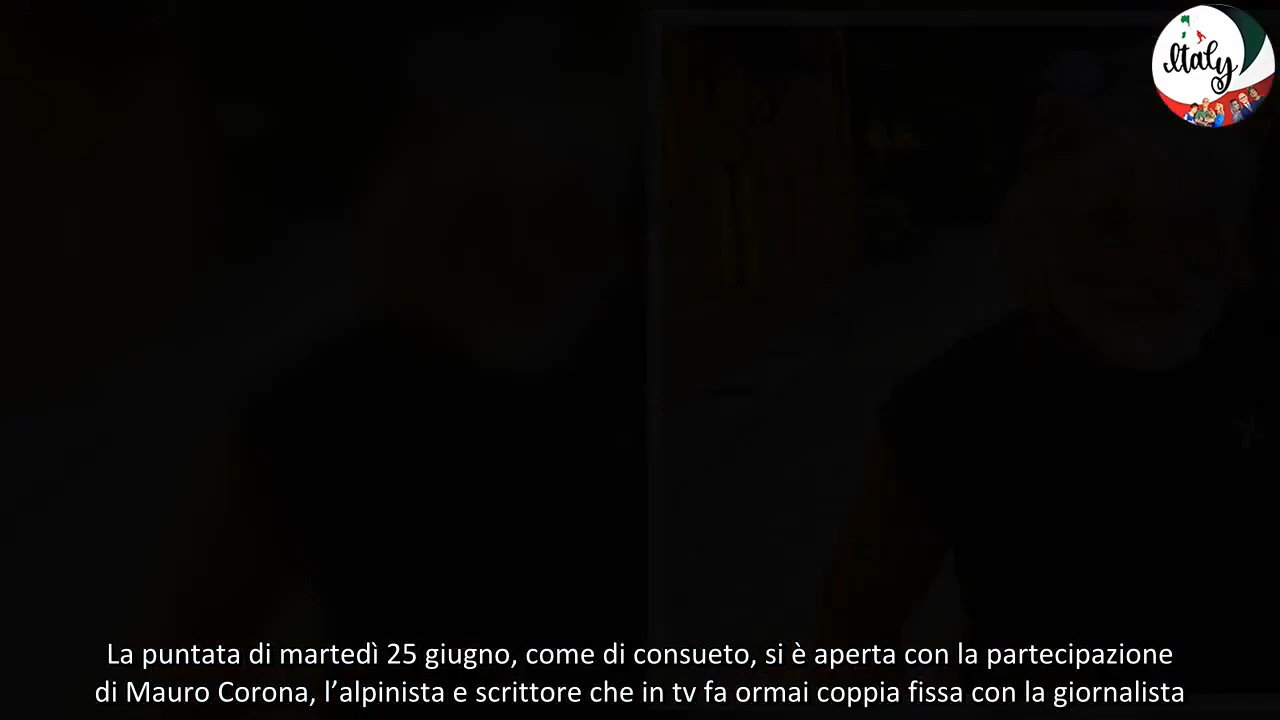 Italy
La puntata di martedì 25 giugno, come di consueto, si è aperta con la partecipazione
di Mauro Corona, l’alpinista e scrittore che in tv fa ormai coppia fissa con la giornalista